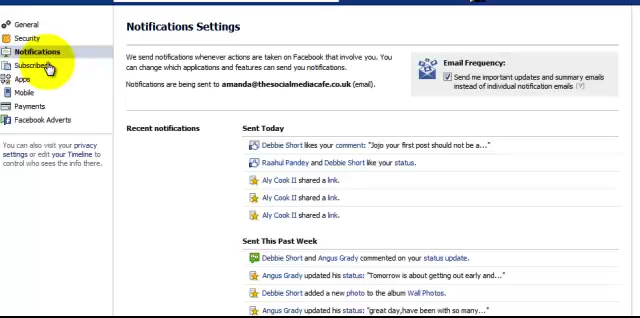 General
Security
Notifications
Subscribe
Apps
Mobile
Payments
Facebook Adverts
You can also visit your privacy
settings or edit your Timeline to
control who sees the info there.
Notifications Settings
We send notifications whenever actions are taken on Facebook that involve you. You
can change which applications and features can send you notifications.
Notifications are being sent to amanda@thesocialmediacafe.co.uk (email).
Email Frequency:
Send me important updates and summary emails
instead of individual notification emails [?]
Recent notifications
Sent Today
Debbie Short likes your comment: "Jojo your first post should not be a..."
Raahul Pandey and Debbie Short like your status.
Aly Cook II shared a link.
Aly Cook II shared a link.
Aly Cook II shared a link.
Sent This Past Week
Debbie Short and Angus Grady commented on your status update.
Angus Grady updated his status: "Tomorrow is about getting out early and..."
Debbie Short added a new photo to the album Wall Photos.
Angus Grady updated his status: "great day,have been with so many..."